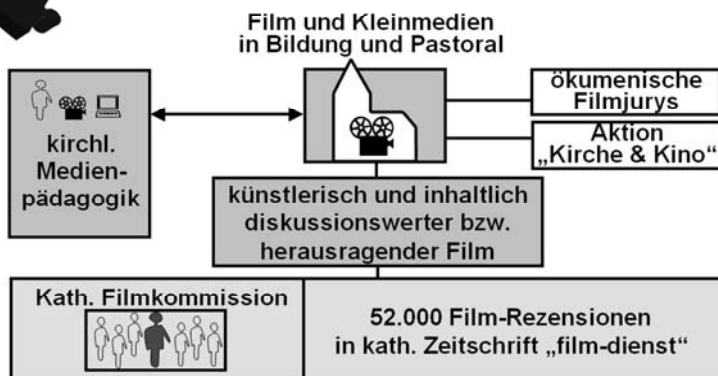 Film und Kleinmedien
in Bildung und Pastoral
kirchl.
Medien-
pädagogik
ökumenische
Filmjurys
Aktion
„Kirche & Kino“
künstlerisch und inhaltlich
diskussionswerter bzw.
herausragender Film
Kath. Filmkommission
52.000 Film-Rezensionen
in kath. Zeitschrift „film-dienst“